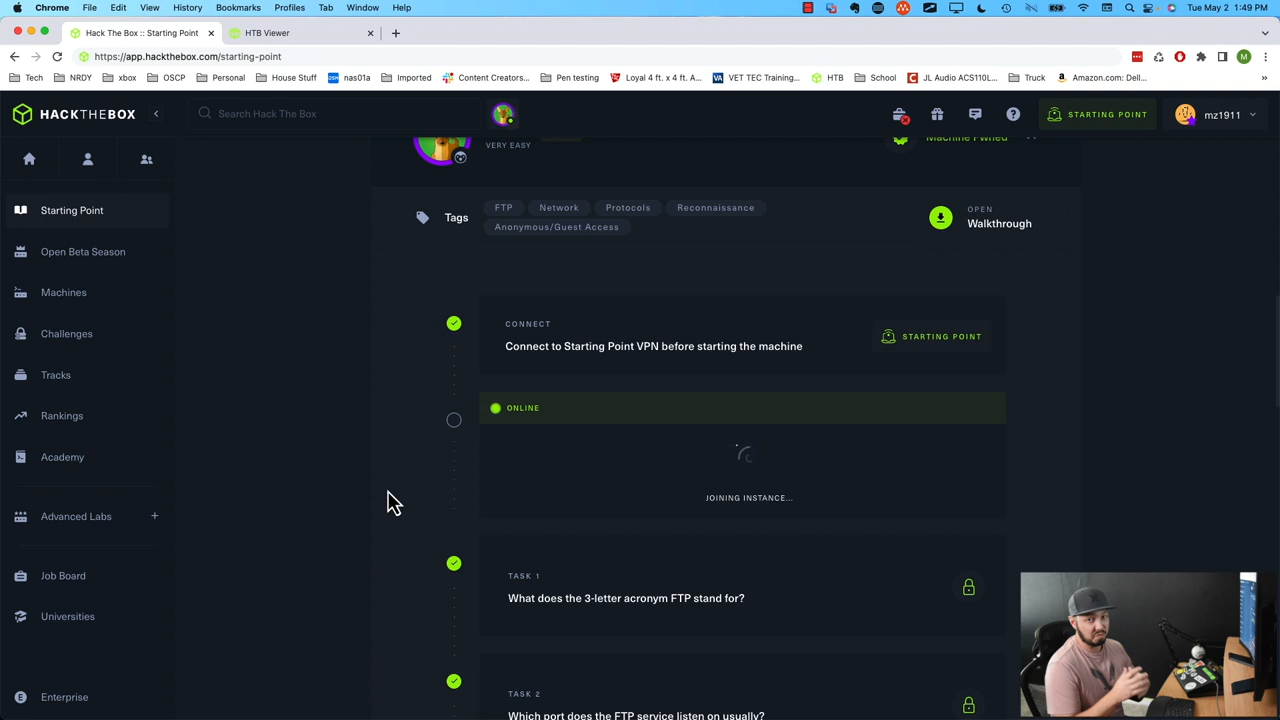 Chrome File Edit View History Bookmarks Profiles Tab Window Help Tue May 2 1:49 PM
Hack The Box :: Starting Point
HTB Viewer
https://app.hackthebox.com/starting-point
Tech NRDY xbox OSCP Personal House Stuff nas01a Imported Content Creators... Pen testing Loyal 4 ft. x 4 ft. A... VET TEC Training... HTB School JL Audio ACS110L... Truck Amazon.com: Dell...
HACKTHEBOX
Search Hack The Box
STARTING POINT
mz1911
Starting Point
Open Beta Season
Machines
Challenges
Tracks
Rankings
Academy
Advanced Labs
Job Board
Universities
Enterprise
VERY EASY
Machine Pwned
Tags
FTP Network Protocols Reconnaissance
Anonymous/Guest Access
OPEN
Walkthrough
CONNECT
Connect to Starting Point VPN before starting the machine
STARTING POINT
ONLINE
JOINING INSTANCE...
TASK 1
What does the 3-letter acronym FTP stand for?
TASK 2
Which port does the FTP service listen on usually?